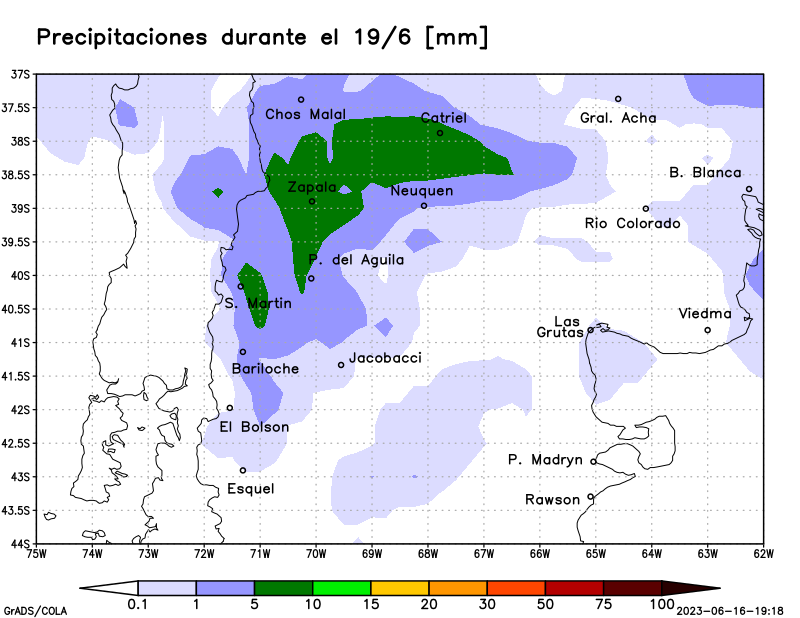 Precipitaciones durante el 19/6 [mm]
37S
37.5S
Chos Malal
Catriel
Gral. Acha
38S
38.5S
B. Blanca
Zapala
Neuquen
39S
Rio Colorado
39.5S
P. del Aguila
40S
S. Martin
40.5S
Viedma
Las
Grutas
41S
Jacobacci
Bariloche
41.5S
42S
El Bolson
42.5S
P. Madryn
43S
Esquel
Rawson
43.5S
44S
75W 74W 73W 72W 71W 70W 69W 68W 67W 66W 65W 64W 63W 62W
0.1 1 5 10 15 20 30 50 75 100
GrADS/COLA 2023-06-16-19:18